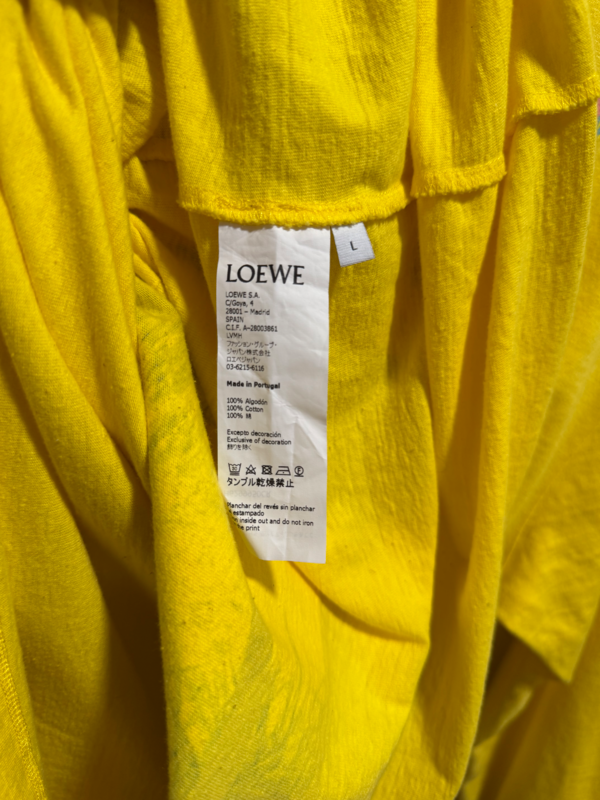 LOEWE
L
LOEWE S.A.
C/Goya, 4
28001 – Madrid
SPAIN
C.I.F. A-28003861
LVMH
ファッション・グループ・
ジャパン株式会社
ロエベジャパン
03-6215-6116
Made in Portugal
100% Algodón
100% Cotton
100% 綿
Excepto decoración
Exclusive of decoration
飾りを除く
タンブル乾燥禁止
Planchar del revés sin planchar
estampado
inside out and do not iron
print